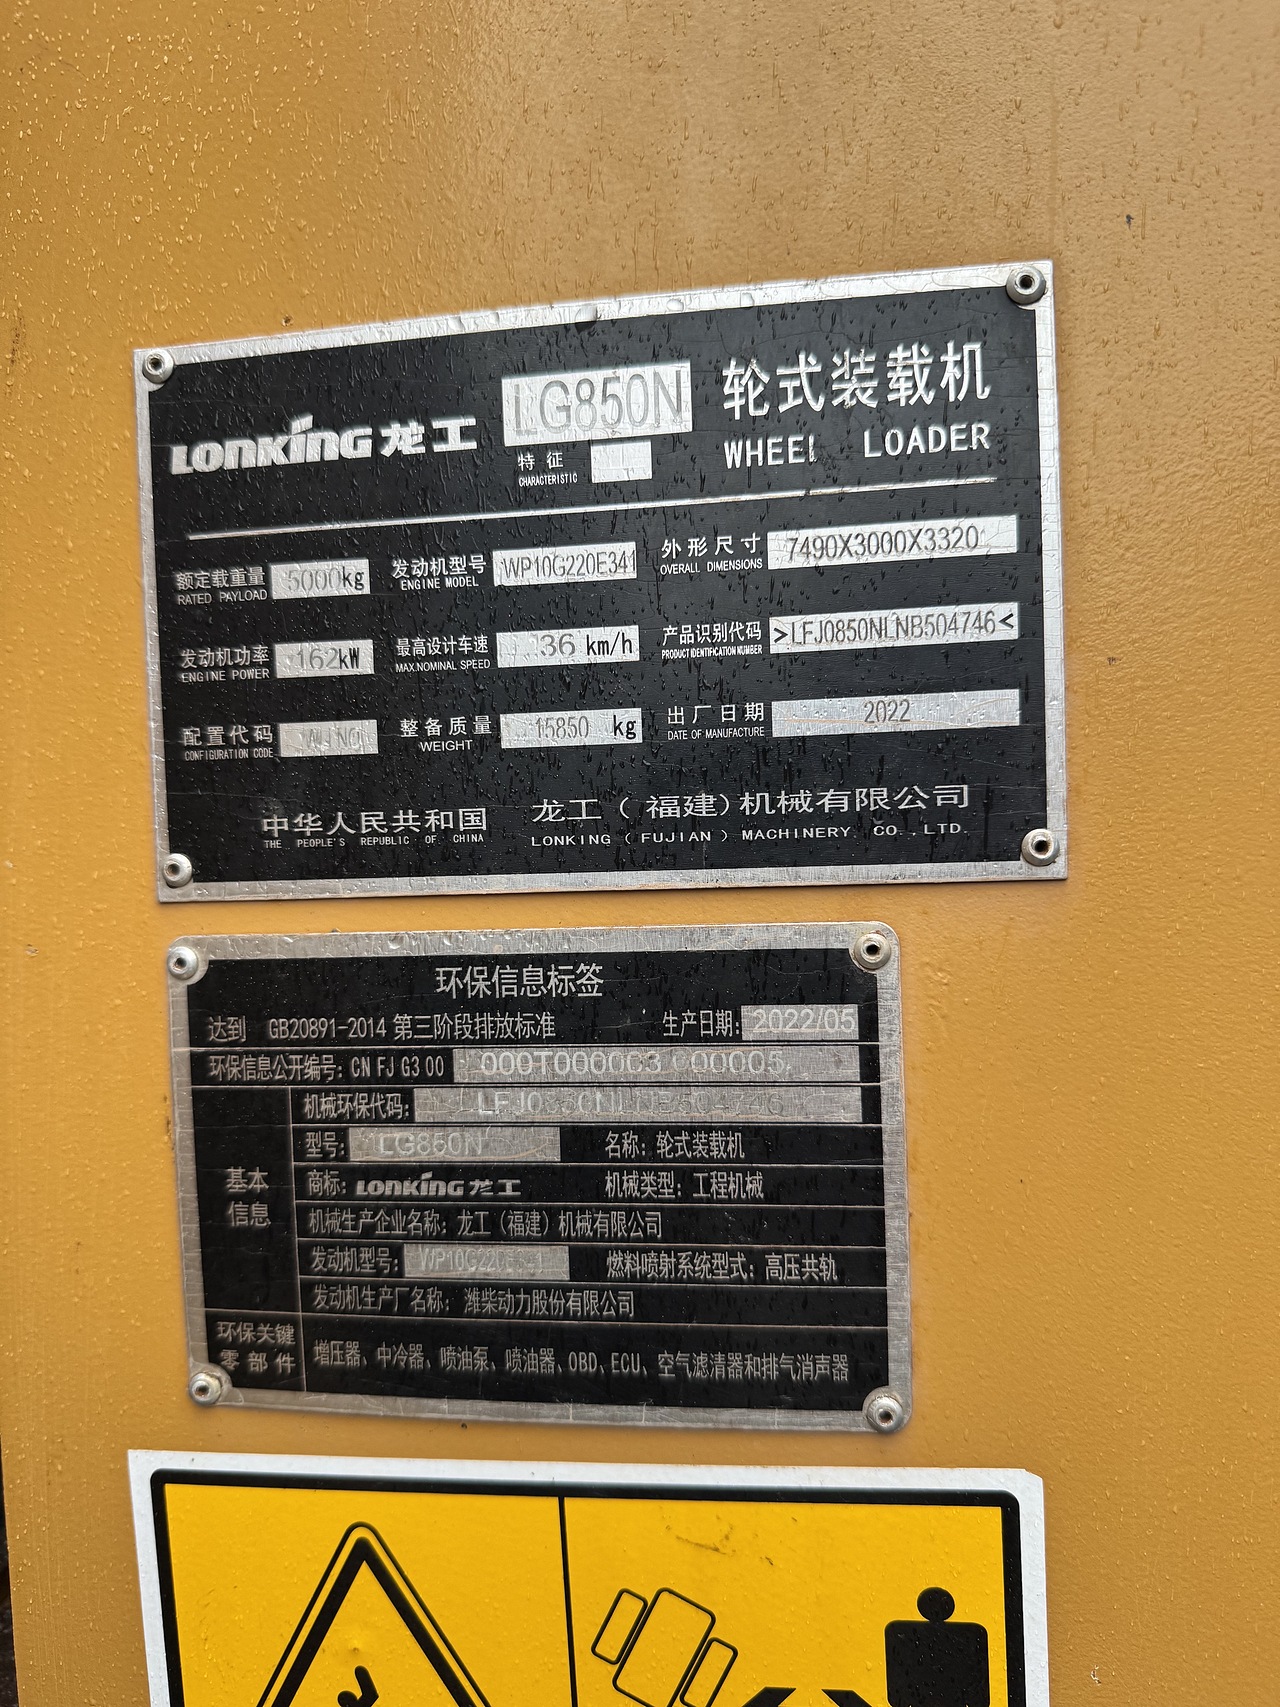 LONKING 龙工 LG850N 轮式装载机
特征 WHEEL LOADER
CHARACTERISTIC
额定载重量 5000kg 发动机型号 WP10G220E341 外形尺寸 7490X3000X3320
RATED PAYLOAD ENGINE MODEL OVERALL DIMENSIONS
发动机功率 162kW 最高设计车速 36 km/h 产品识别代码 >LFJ0850NLNB504746<
ENGINE POWER MAX.NOMINAL SPEED PRODUCT IDENTIFICATION NUMBER
配置代码 整备质量 15850 kg 出厂日期 2022
CONFIGURATION CODE WEIGHT DATE OF MANUFACTURE
中华人民共和国 龙工(福建)机械有限公司
THE PEOPLE'S REPUBLIC OF CHINA LONKING (FUJIAN) MACHINERY CO.,LTD.
环保信息标签
达到 GB20891-2014 第三阶段排放标准 生产日期: 2022/05
环保信息公开编号: CN FJ G3 00 000T000003 000005
机械环保代码: LFJ0850NLNB504746
型号: LG850N 名称: 轮式装载机
基本信息 商标: LONKING 龙工 机械类型: 工程机械
机械生产企业名称: 龙工(福建)机械有限公司
发动机型号: WP10G220E341 燃料喷射系统型式: 高压共轨
发动机生产厂名称: 潍柴动力股份有限公司
环保关键零部件 增压器、中冷器、喷油泵、喷油器、OBD、ECU、空气滤清器和排气消声器